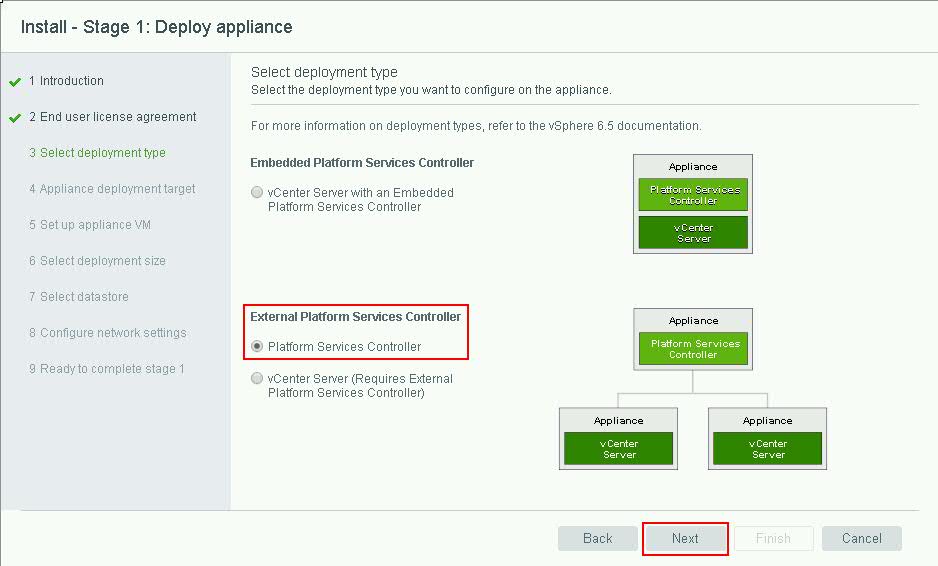 Install - Stage 1: Deploy appliance
1 Introduction
2 End user license agreement
3 Select deployment type
4 Appliance deployment target
5 Set up appliance VM
6 Select deployment size
7 Select datastore
8 Configure network settings
9 Ready to complete stage 1
Select deployment type
Select the deployment type you want to configure on the appliance.
For more information on deployment types, refer to the vSphere 6.5 documentation.
Embedded Platform Services Controller
vCenter Server with an Embedded
Platform Services Controller
Appliance
Platform Services
Controller
vCenter
Server
External Platform Services Controller
Platform Services Controller
vCenter Server (Requires External
Platform Services Controller)
Appliance
Platform Services
Controller
Appliance
vCenter
Server
Appliance
vCenter
Server
Back
Next
Finish
Cancel